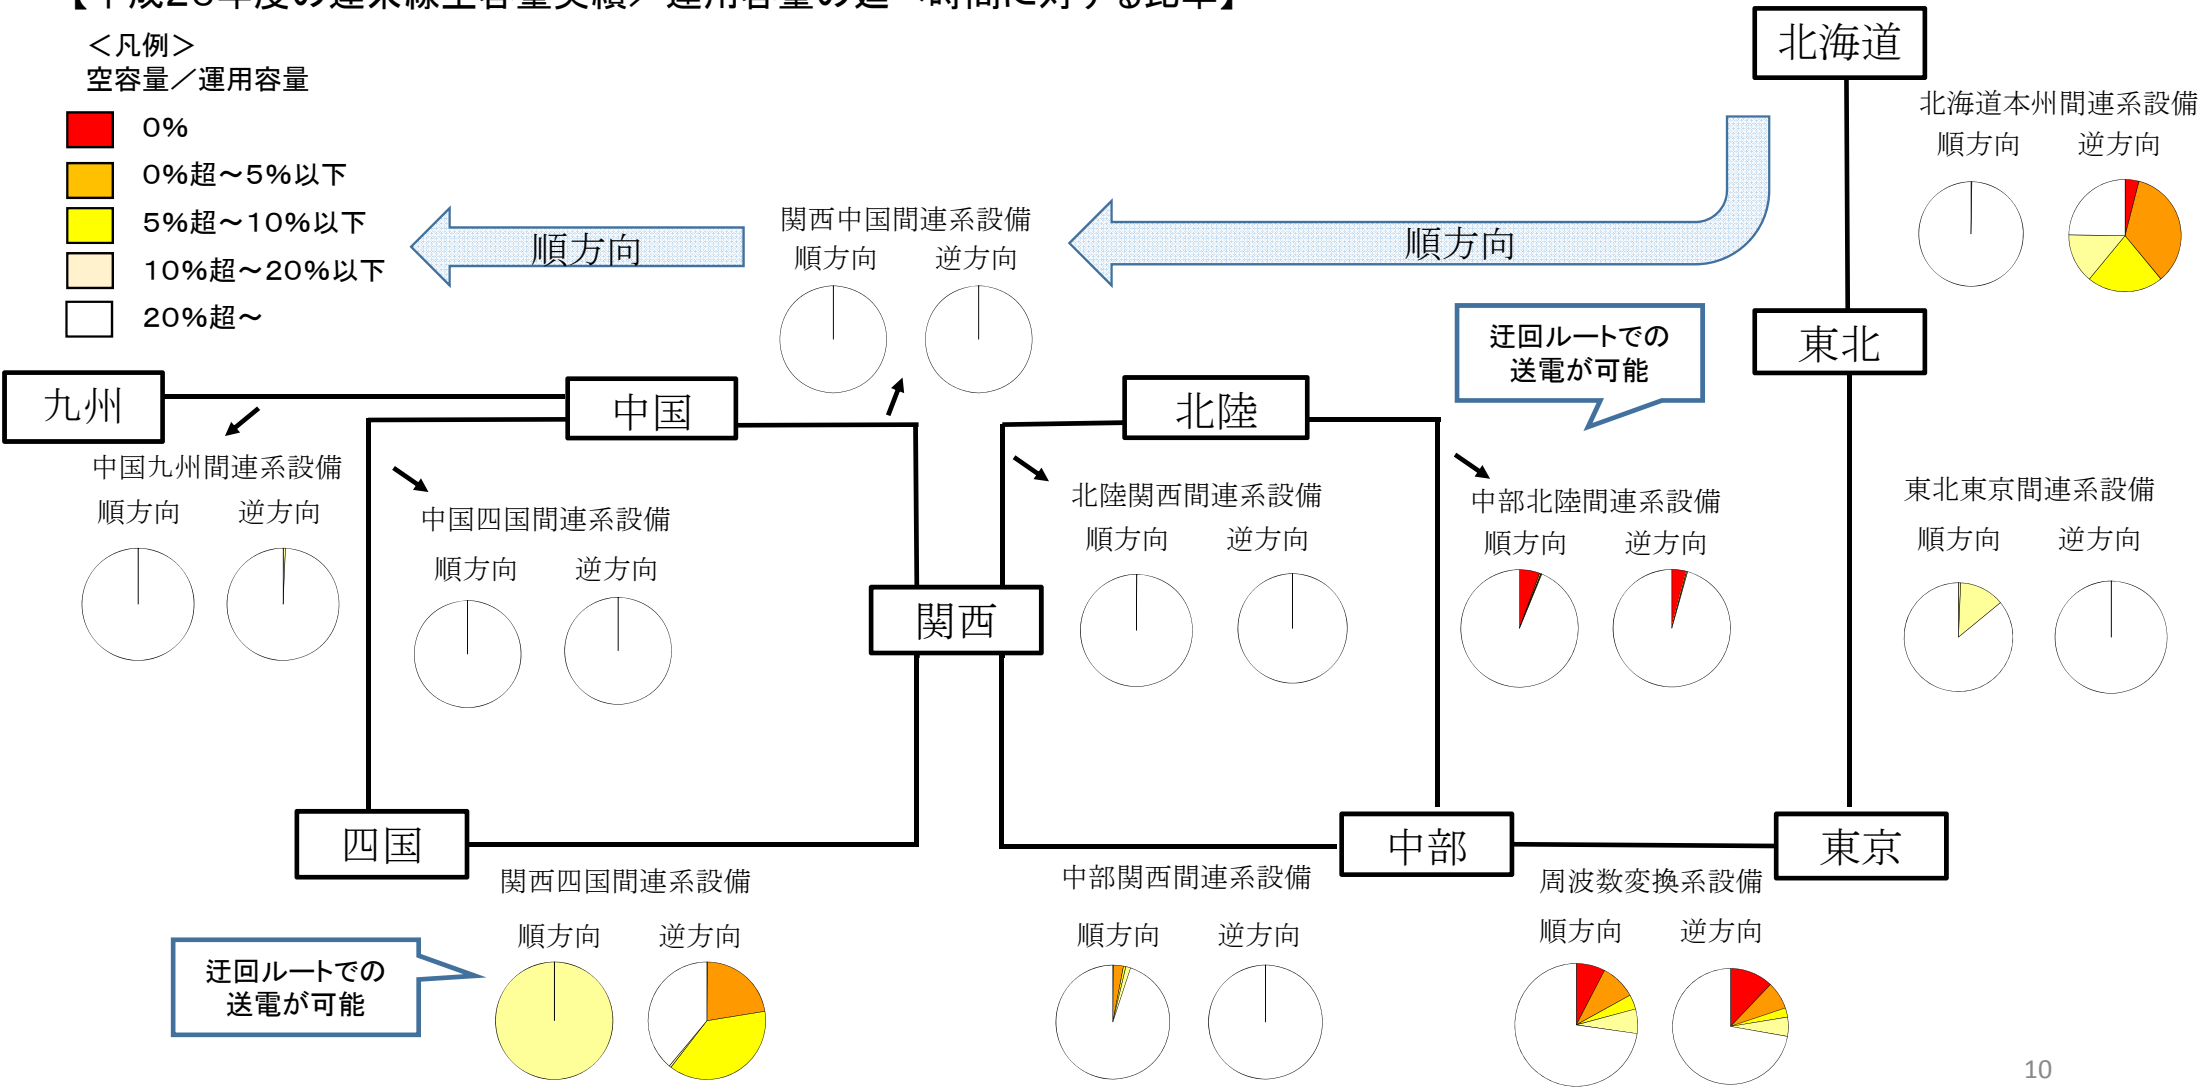 ＜凡例＞
空容量／運用容量
0%
0%超～5%以下
5%超～10%以下
10%超～20%以下
20%超～
北海道
北海道本州間連系設備
順方向　逆方向
順方向
関西中国間連系設備
順方向　逆方向
順方向
迂回ルートでの
送電が可能
東北
九州
中国
北陸
中国九州間連系設備
順方向　逆方向
中国四国間連系設備
順方向　逆方向
北陸関西間連系設備
順方向　逆方向
中部北陸間連系設備
順方向　逆方向
東北東京間連系設備
順方向　逆方向
関西
四国
中部
東京
関西四国間連系設備
順方向　逆方向
迂回ルートでの
送電が可能
中部関西間連系設備
順方向　逆方向
周波数変換系設備
順方向　逆方向
10